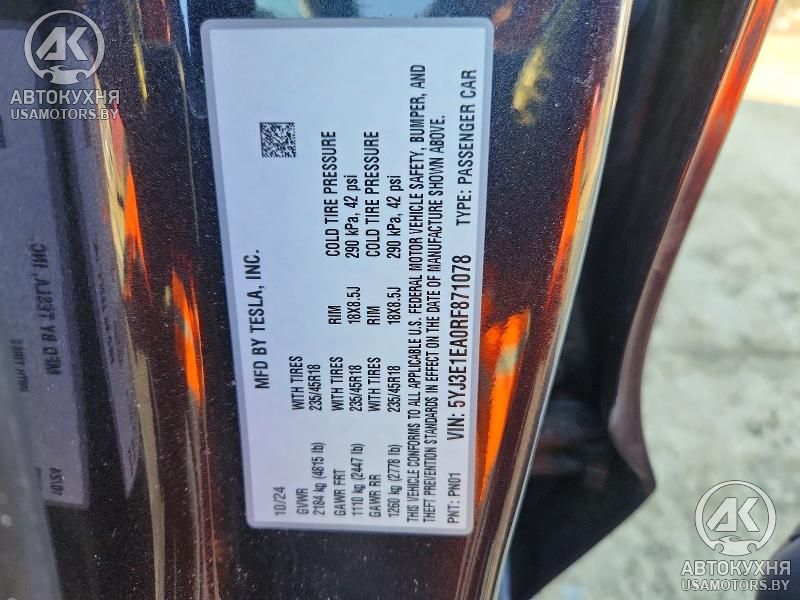 AK
АВТОКУХНЯ
USAMOTORS.BY
MFD BY TESLA, INC.
10/24
GVWR WITH TIRES RIM COLD TIRE PRESSURE
2184 kg (4815 lb) 235/45R18 18X8.5J 290 kPa, 42 psi
GAWR FRT WITH TIRES RIM COLD TIRE PRESSURE
1110 kg (2447 lb) 235/45R18 18X8.5J 290 kPa, 42 psi
GAWR RR
1260 kg (2778 lb)
THIS VEHICLE CONFORMS TO ALL APPLICABLE U.S. FEDERAL MOTOR VEHICLE SAFETY, BUMPER, AND
THEFT PREVENTION STANDARDS IN EFFECT ON THE DATE OF MANUFACTURE SHOWN ABOVE.
PNT: PN01 VIN: 5YJ3E1EA0RF871078 TYPE: PASSENGER CAR
AK
АВТОКУХНЯ
USAMOTORS.BY